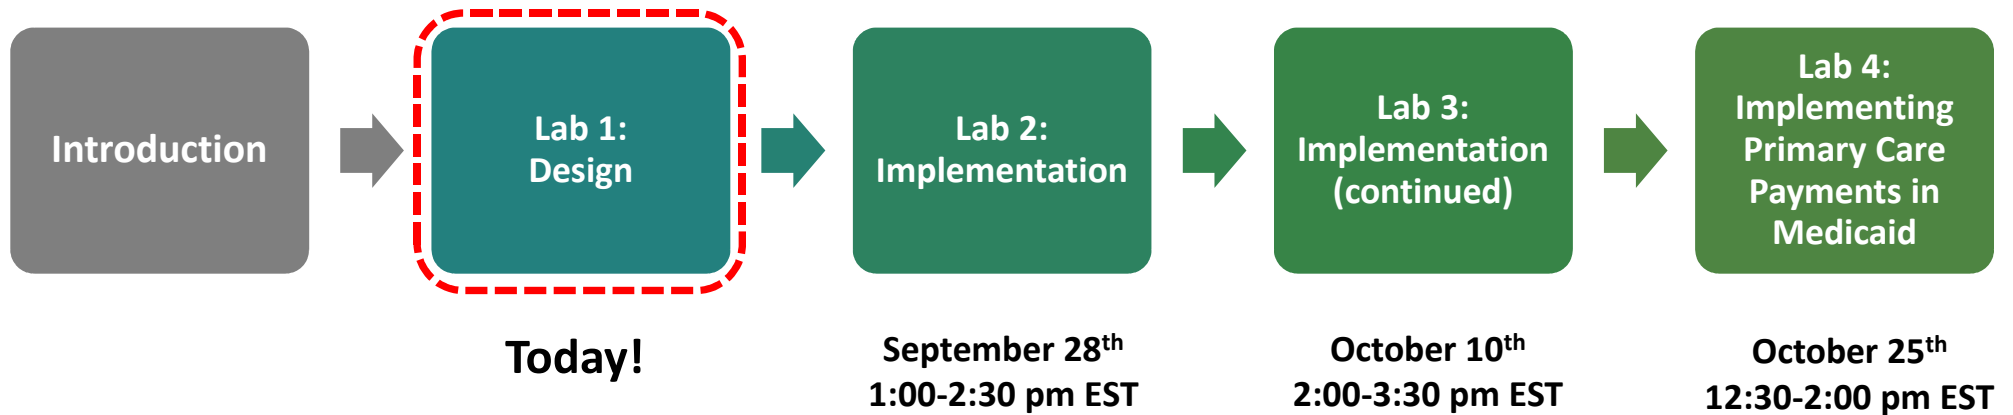 Introduction
Lab 1:
Design
Lab 2:
Implementation
Lab 3:
Implementation
(continued)
Lab 4:
Implementing
Primary Care
Payments in
Medicaid
Today!
September 28th
1:00-2:30 pm EST
October 10th
2:00-3:30 pm EST
October 25th
12:30-2:00 pm EST